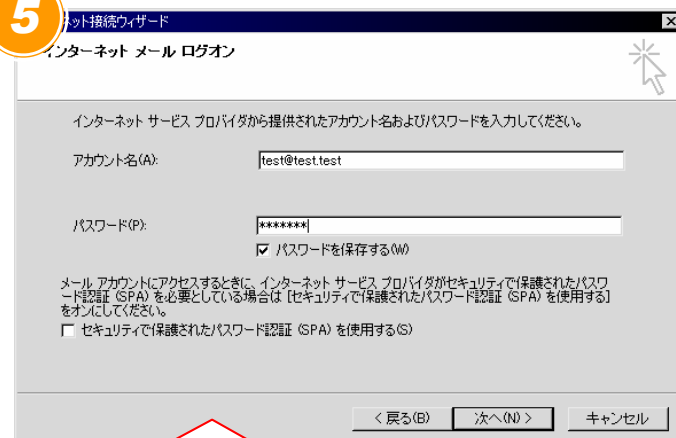 5
ネット接続ウィザード
インターネット メール ログオン
インターネット サービス プロバイダから提供されたアカウント名およびパスワードを入力してください。
アカウント名(A):
test@test.test
パスワード(P):
*******
パスワードを保存する(W)
メール アカウントにアクセスするときに、インターネット サービス プロバイダがセキュリティで保護されたパスワ
ード認証 (SPA) を必要としている場合は [セキュリティで保護されたパスワード認証 (SPA) を使用する]
をオンにしてください。
セキュリティで保護されたパスワード認証 (SPA) を使用する(S)
< 戻る(B)
次へ(N) >
キャンセル